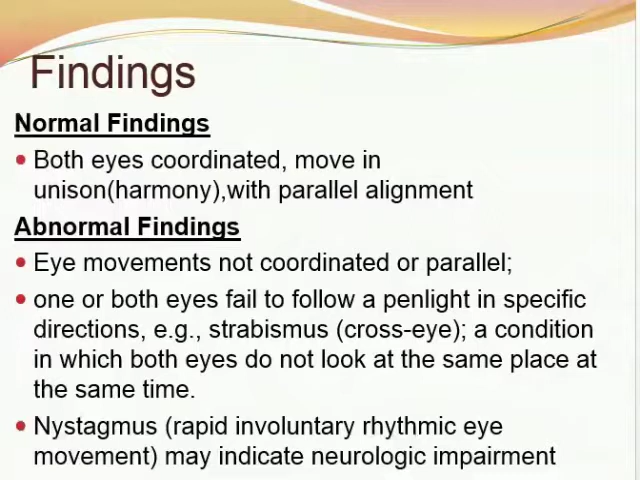 Findings
Normal Findings
• Both eyes coordinated, move in
unison(harmony),with parallel alignment
Abnormal Findings
• Eye movements not coordinated or parallel;
• one or both eyes fail to follow a penlight in specific
directions, e.g., strabismus (cross-eye); a condition
in which both eyes do not look at the same place at
the same time.
• Nystagmus (rapid involuntary rhythmic eye
movement) may indicate neurologic impairment